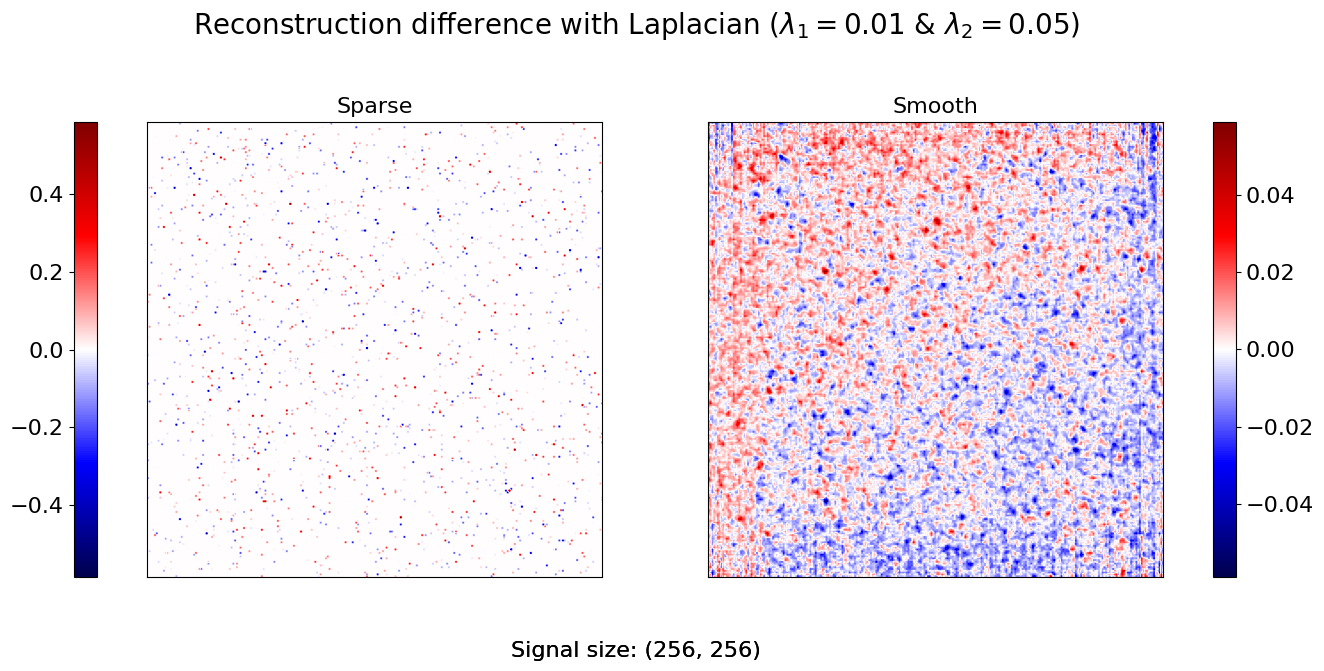 Reconstruction difference with Laplacian (λ₁ = 0.01 & λ₂ = 0.05)
Sparse
Smooth
0.4
0.2
0.0
−0.2
−0.4
0.04
0.02
0.00
−0.02
−0.04
Signal size: (256, 256)